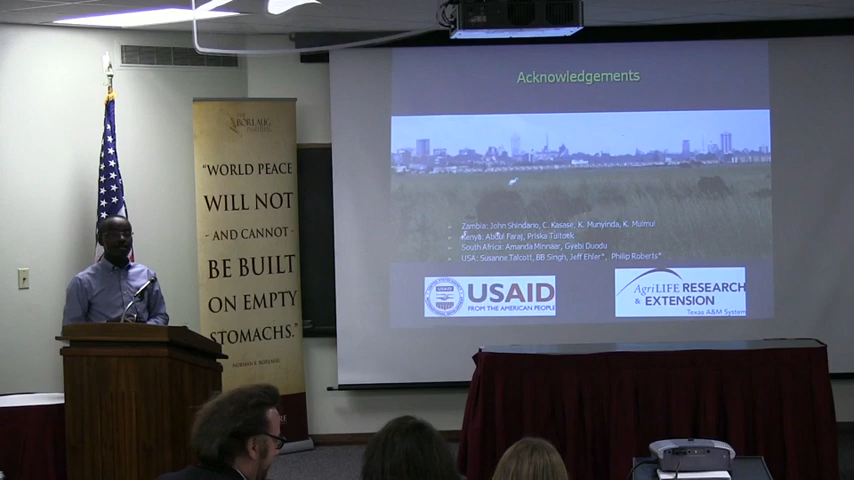 THE
BORLAUG
INSTITUTE
"WORLD PEACE
WILL NOT
- AND CANNOT -
BE BUILT
ON EMPTY
STOMACHS."
NORMAN E. BORLAUG
Acknowledgements
Zambia: John Shindano, C. Kasase, K. Munyinda, K. Muimui
Kenya: Abdul Faraj, Priska Tuitoek
South Africa: Amanda Minnaar, Gyebi Duodu
USA: Susanne Talcott, BB Singh, Jeff Ehler*, Philip Roberts*
USAID
FROM THE AMERICAN PEOPLE
AgriLIFE RESEARCH
& EXTENSION
Texas A&M System